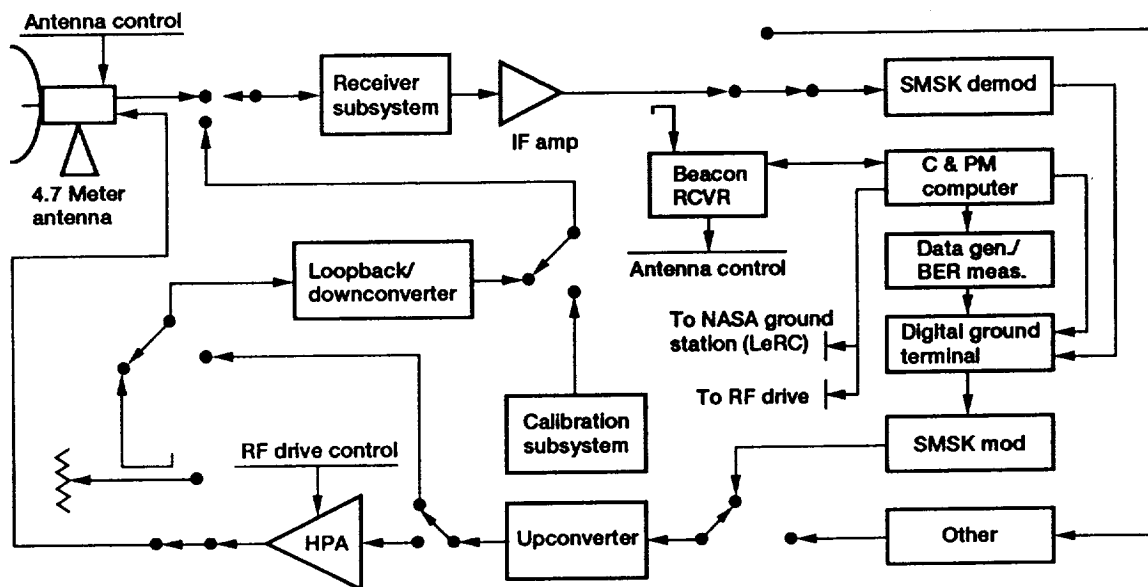 Antenna control
Receiver
subsystem
IF amp
SMSK demod
4.7 Meter
antenna
Beacon
RCVR
C & PM
computer
Antenna control
Data gen./
BER meas.
Loopback/
downconverter
To NASA ground
station (LeRC)
Digital ground
terminal
To RF drive
Calibration
subsystem
SMSK mod
RF drive control
HPA
Upconverter
Other